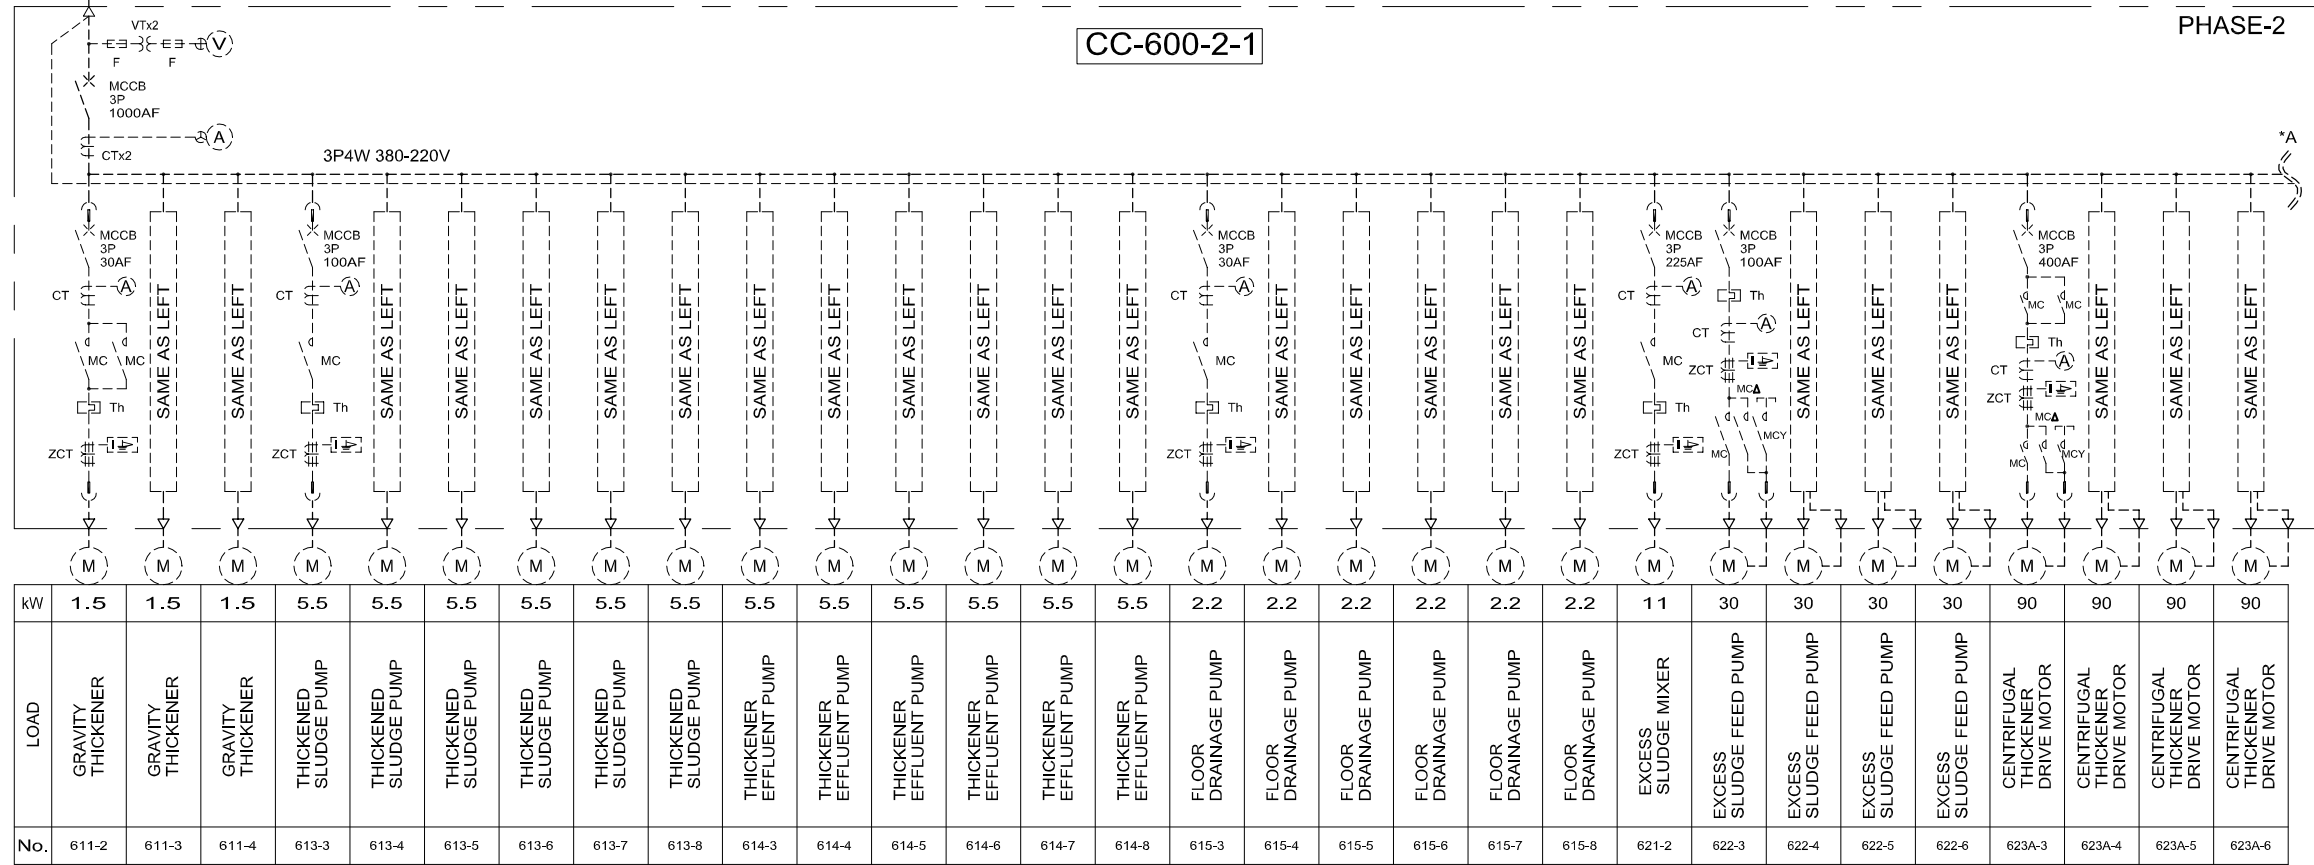 CC-600-2-1
PHASE-2
VTx2
F F
V
MCCB
3P
1000AF
A
CTx2
3P4W 380-220V
*A
MCCB
3P
30AF
A
CT
MC MC
Th
ZCT
SAME AS LEFT
SAME AS LEFT
MCCB
3P
100AF
A
CT
MC
Th
ZCT
SAME AS LEFT
SAME AS LEFT
SAME AS LEFT
SAME AS LEFT
SAME AS LEFT
SAME AS LEFT
SAME AS LEFT
SAME AS LEFT
SAME AS LEFT
SAME AS LEFT
SAME AS LEFT
MCCB
3P
30AF
A
CT
MC
Th
ZCT
SAME AS LEFT
SAME AS LEFT
SAME AS LEFT
SAME AS LEFT
SAME AS LEFT
MCCB
3P
225AF
A
CT
MC
Th
ZCT
MCCB
3P
100AF
Th
A
CT
ZCT
MCΔ
MCY
MC
SAME AS LEFT
SAME AS LEFT
SAME AS LEFT
MCCB
3P
400AF
MC MC
Th
A
CT
ZCT
MCΔ
MC MCY
SAME AS LEFT
SAME AS LEFT
SAME AS LEFT
M M M M M M M M M M M M M M M M M M M M M M M M M M M M M M
kW 1.5 1.5 1.5 5.5 5.5 5.5 5.5 5.5 5.5 5.5 5.5 5.5 5.5 5.5 5.5 2.2 2.2 2.2 2.2 2.2 2.2 11 30 30 30 30 90 90 90 90
LOAD
GRAVITY
THICKENER
GRAVITY
THICKENER
GRAVITY
THICKENER
THICKENED
SLUDGE PUMP
THICKENED
SLUDGE PUMP
THICKENED
SLUDGE PUMP
THICKENED
SLUDGE PUMP
THICKENED
SLUDGE PUMP
THICKENED
SLUDGE PUMP
THICKENER
EFFLUENT PUMP
THICKENER
EFFLUENT PUMP
THICKENER
EFFLUENT PUMP
THICKENER
EFFLUENT PUMP
THICKENER
EFFLUENT PUMP
THICKENER
EFFLUENT PUMP
FLOOR
DRAINAGE PUMP
FLOOR
DRAINAGE PUMP
FLOOR
DRAINAGE PUMP
FLOOR
DRAINAGE PUMP
FLOOR
DRAINAGE PUMP
FLOOR
DRAINAGE PUMP
EXCESS
SLUDGE MIXER
EXCESS
SLUDGE FEED PUMP
EXCESS
SLUDGE FEED PUMP
EXCESS
SLUDGE FEED PUMP
EXCESS
SLUDGE FEED PUMP
CENTRIFUGAL
THICKENER
DRIVE MOTOR
CENTRIFUGAL
THICKENER
DRIVE MOTOR
CENTRIFUGAL
THICKENER
DRIVE MOTOR
CENTRIFUGAL
THICKENER
DRIVE MOTOR
No. 611-2 611-3 611-4 613-3 613-4 613-5 613-6 613-7 613-8 614-3 614-4 614-5 614-6 614-7 614-8 615-3 615-4 615-5 615-6 615-7 615-8 621-2 622-3 622-4 622-5 622-6 623A-3 623A-4 623A-5 623A-6